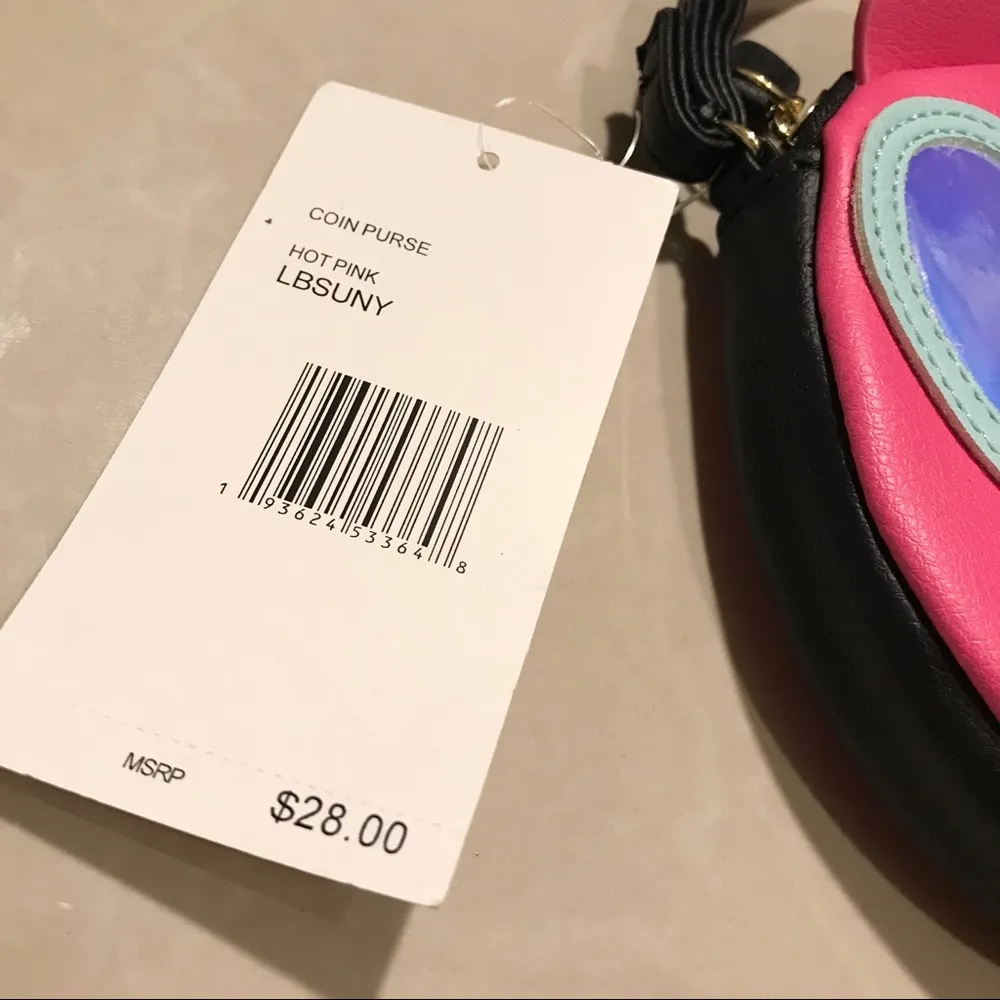 COIN PURSE
HOT PINK
LBSUNY
1 93624 53364 8
MSRP
$28.00